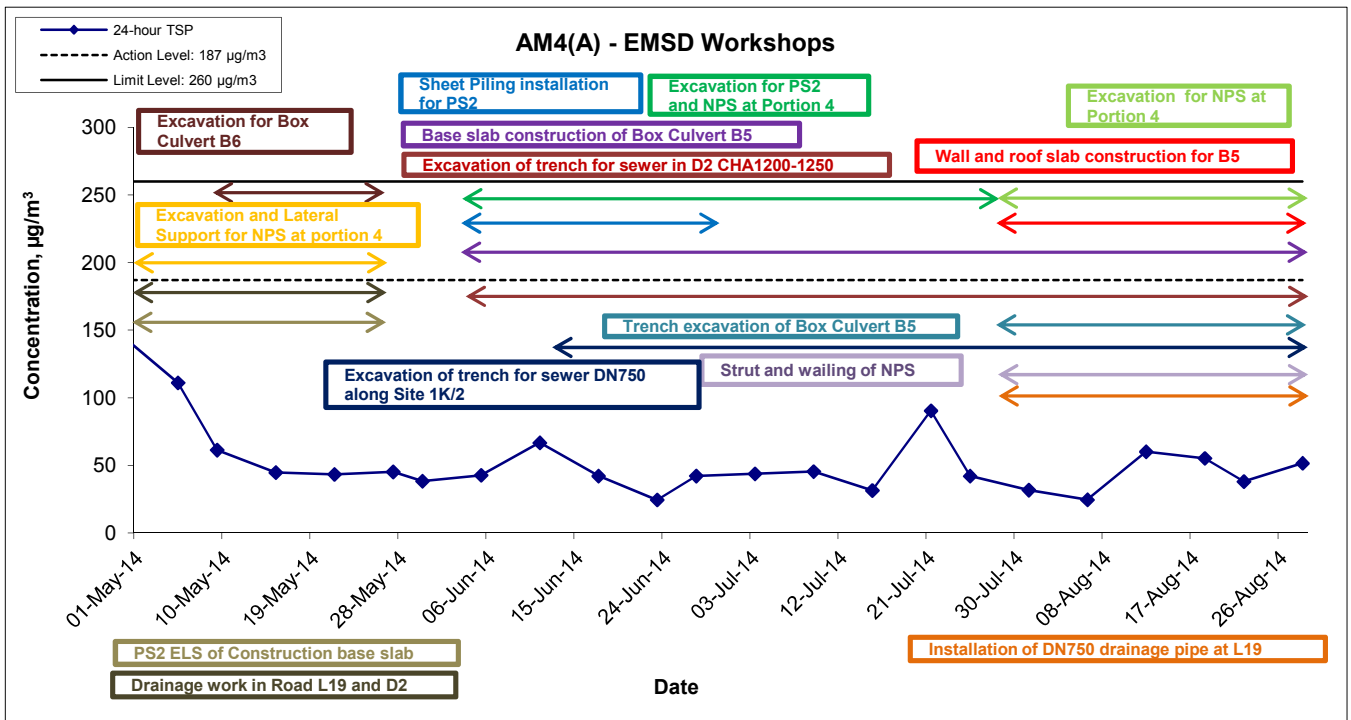 24-hour TSP
Action Level: 187 µg/m3
Limit Level: 260 µg/m3
AM4(A) - EMSD Workshops
Sheet Piling installation
for PS2
Excavation for PS2
and NPS at Portion 4
Excavation for NPS at
Portion 4
Excavation for Box
Culvert B6
Base slab construction of Box Culvert B5
Excavation of trench for sewer in D2 CHA1200-1250
Wall and roof slab construction for B5
Excavation and Lateral
Support for NPS at portion 4
Trench excavation of Box Culvert B5
Excavation of trench for sewer DN750
along Site 1K/2
Strut and wailing of NPS
Concentration, µg/m³
300
250
200
150
100
50
0
01-May-14
10-May-14
19-May-14
28-May-14
06-Jun-14
15-Jun-14
24-Jun-14
03-Jul-14
12-Jul-14
21-Jul-14
30-Jul-14
08-Aug-14
17-Aug-14
26-Aug-14
PS2 ELS of Construction base slab
Installation of DN750 drainage pipe at L19
Drainage work in Road L19 and D2
Date